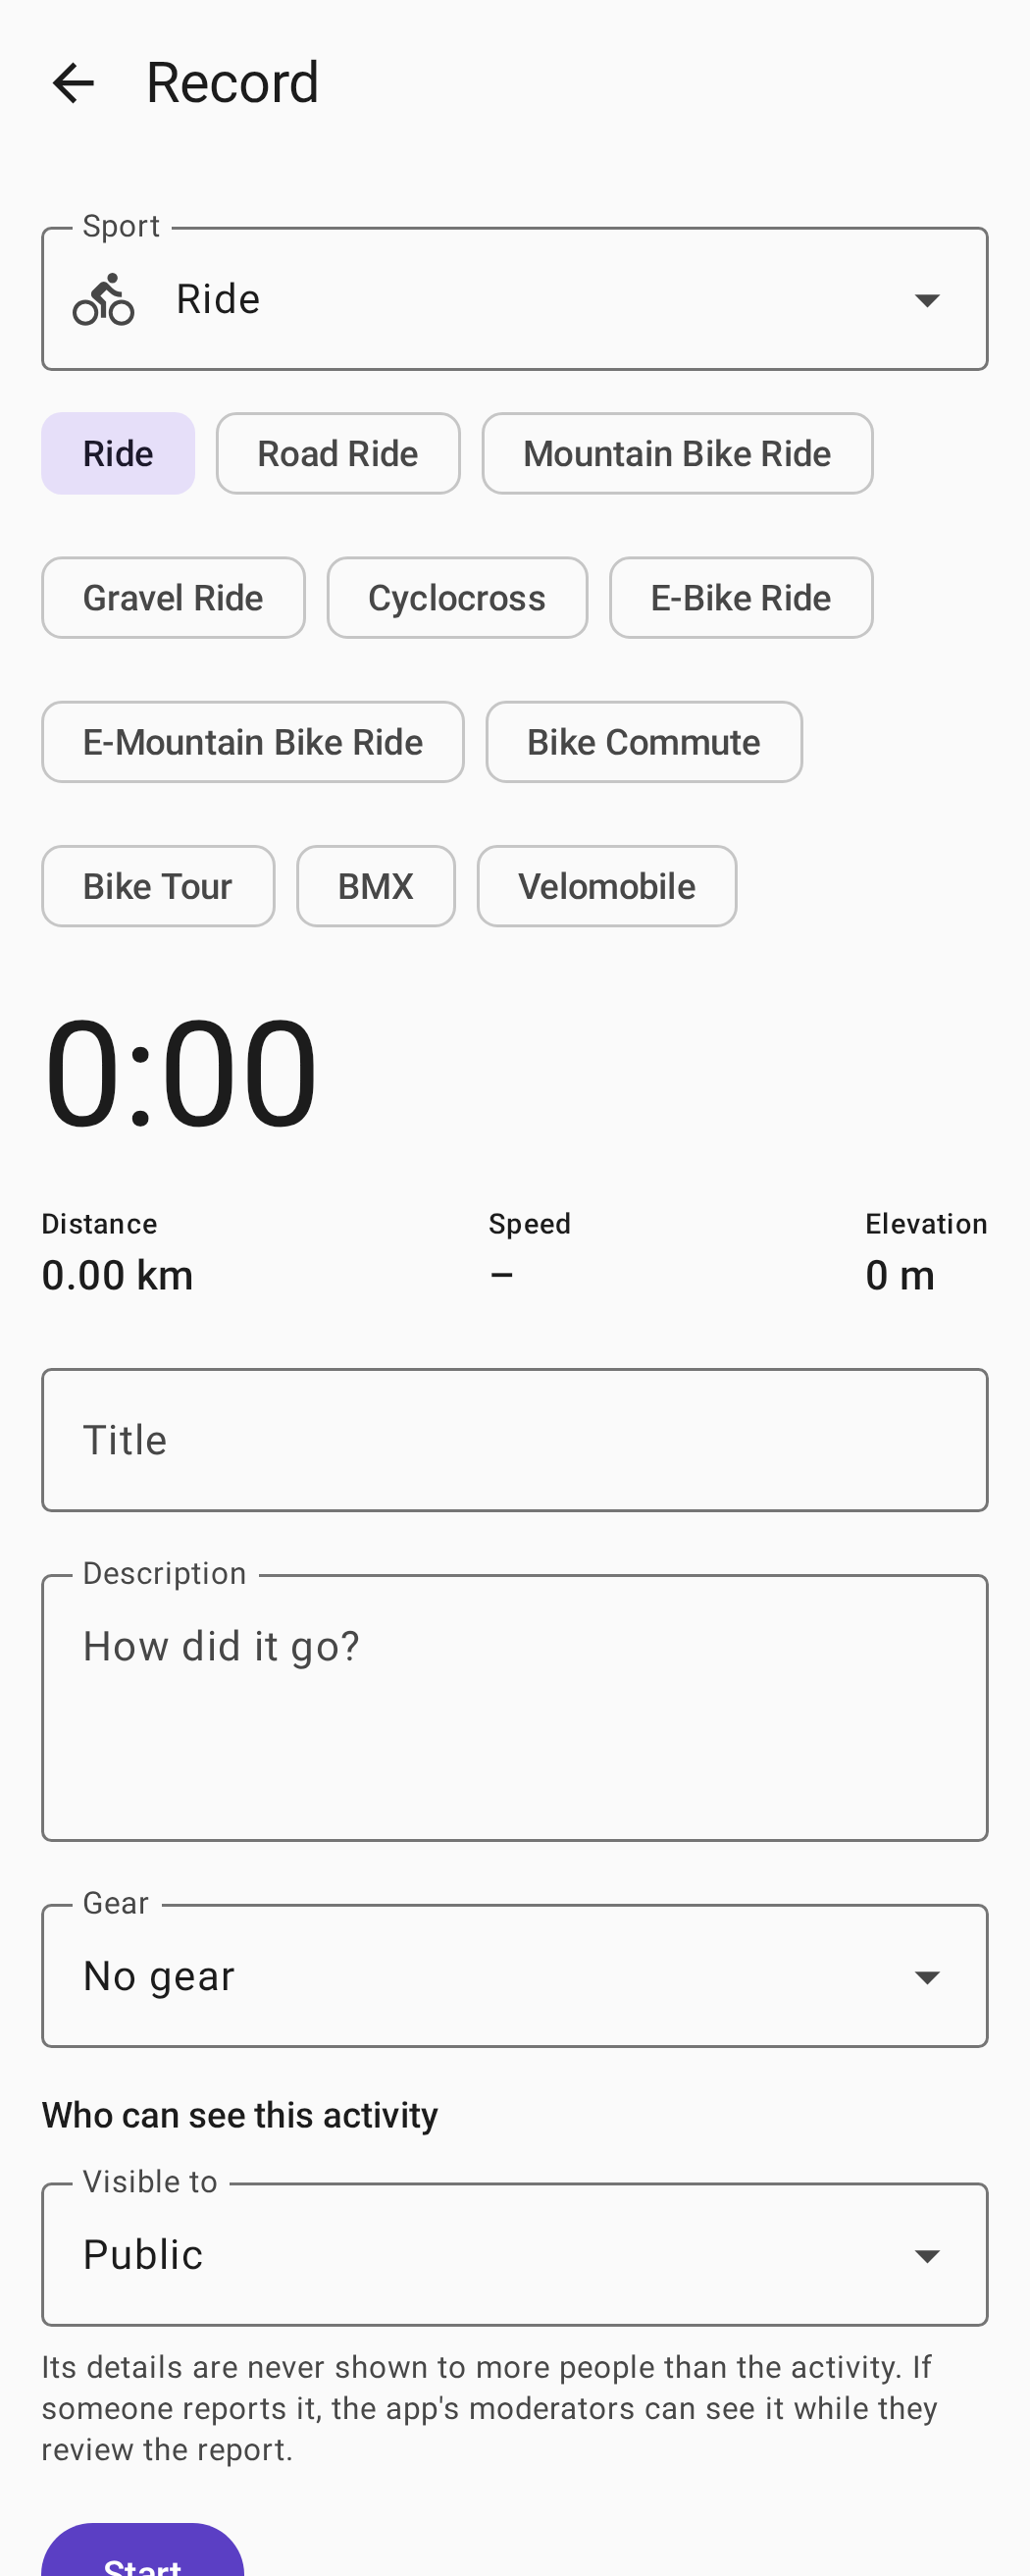 Record
Sport
Ride
Ride Road Ride Mountain Bike Ride
Gravel Ride Cyclocross E-Bike Ride
E-Mountain Bike Ride Bike Commute
Bike Tour BMX Velomobile
0:00
Distance Speed Elevation
0.00 km – 0 m
Title
Description
How did it go?
Gear
No gear
Who can see this activity
Visible to
Public
Its details are never shown to more people than the activity. If
someone reports it, the app's moderators can see it while they
review the report.
Start